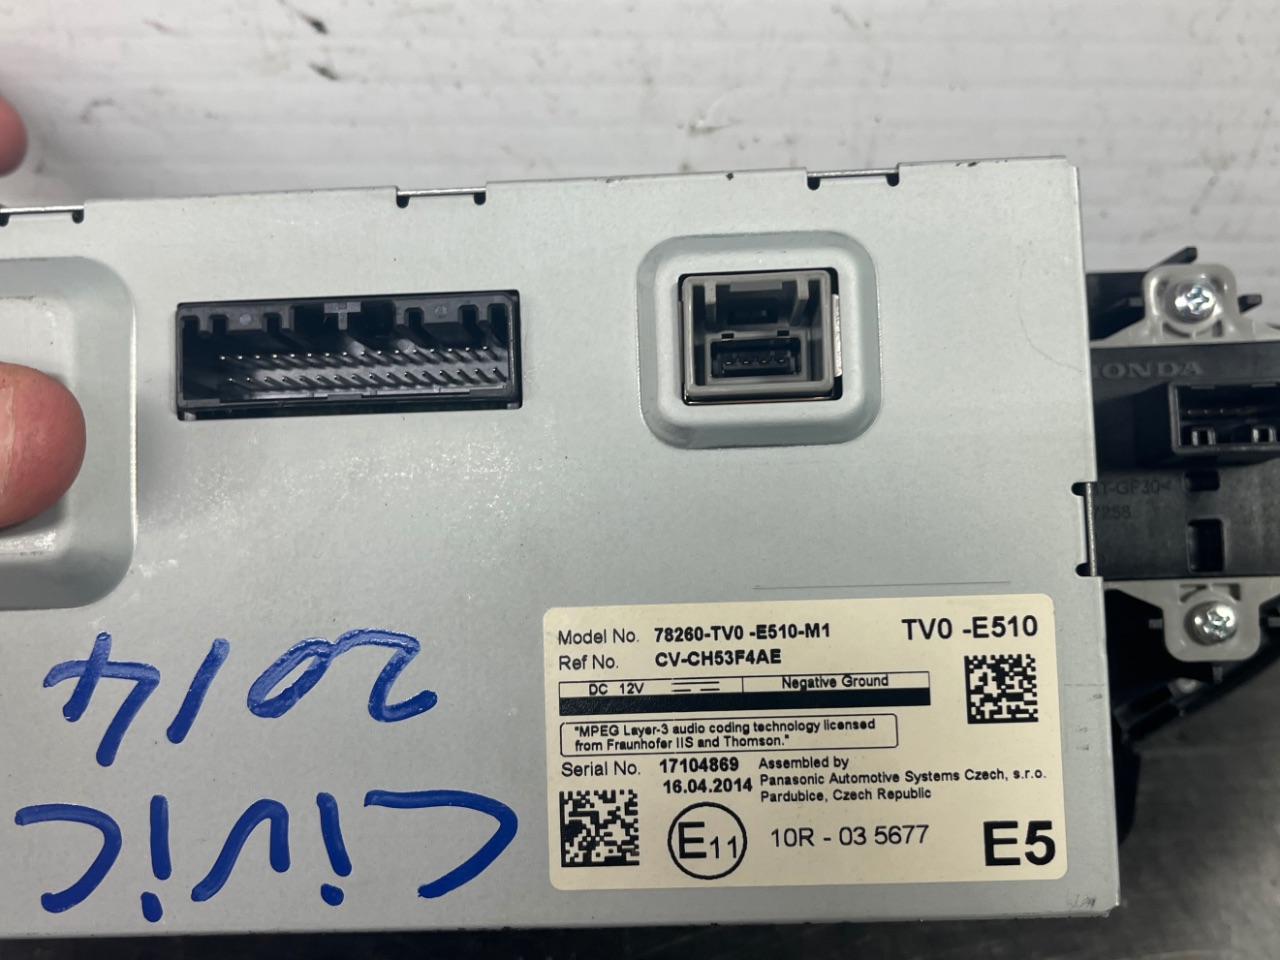 HONDA
Model No. 78260-TV0 -E510-M1
TV0 -E510
Ref No. CV-CH53F4AE
DC 12V
Negative Ground
"MPEG Layer-3 audio coding technology licensed
from Fraunhofer IIS and Thomson."
Serial No. 17104869
16.04.2014
Assembled by
Panasonic Automotive Systems Czech, s.r.o.
Pardubice, Czech Republic
E11
10R - 03 5677
E5
Civic
2014